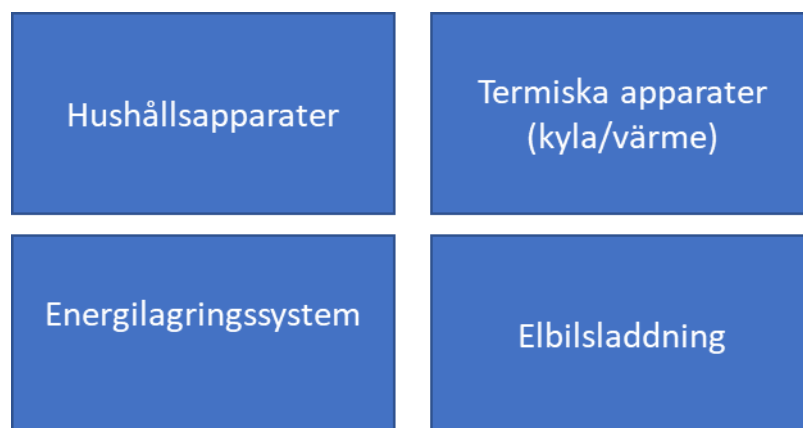 Hushållsapparater
Termiska apparater
(kyla/värme)
Energilagringssystem
Elbilsladdning